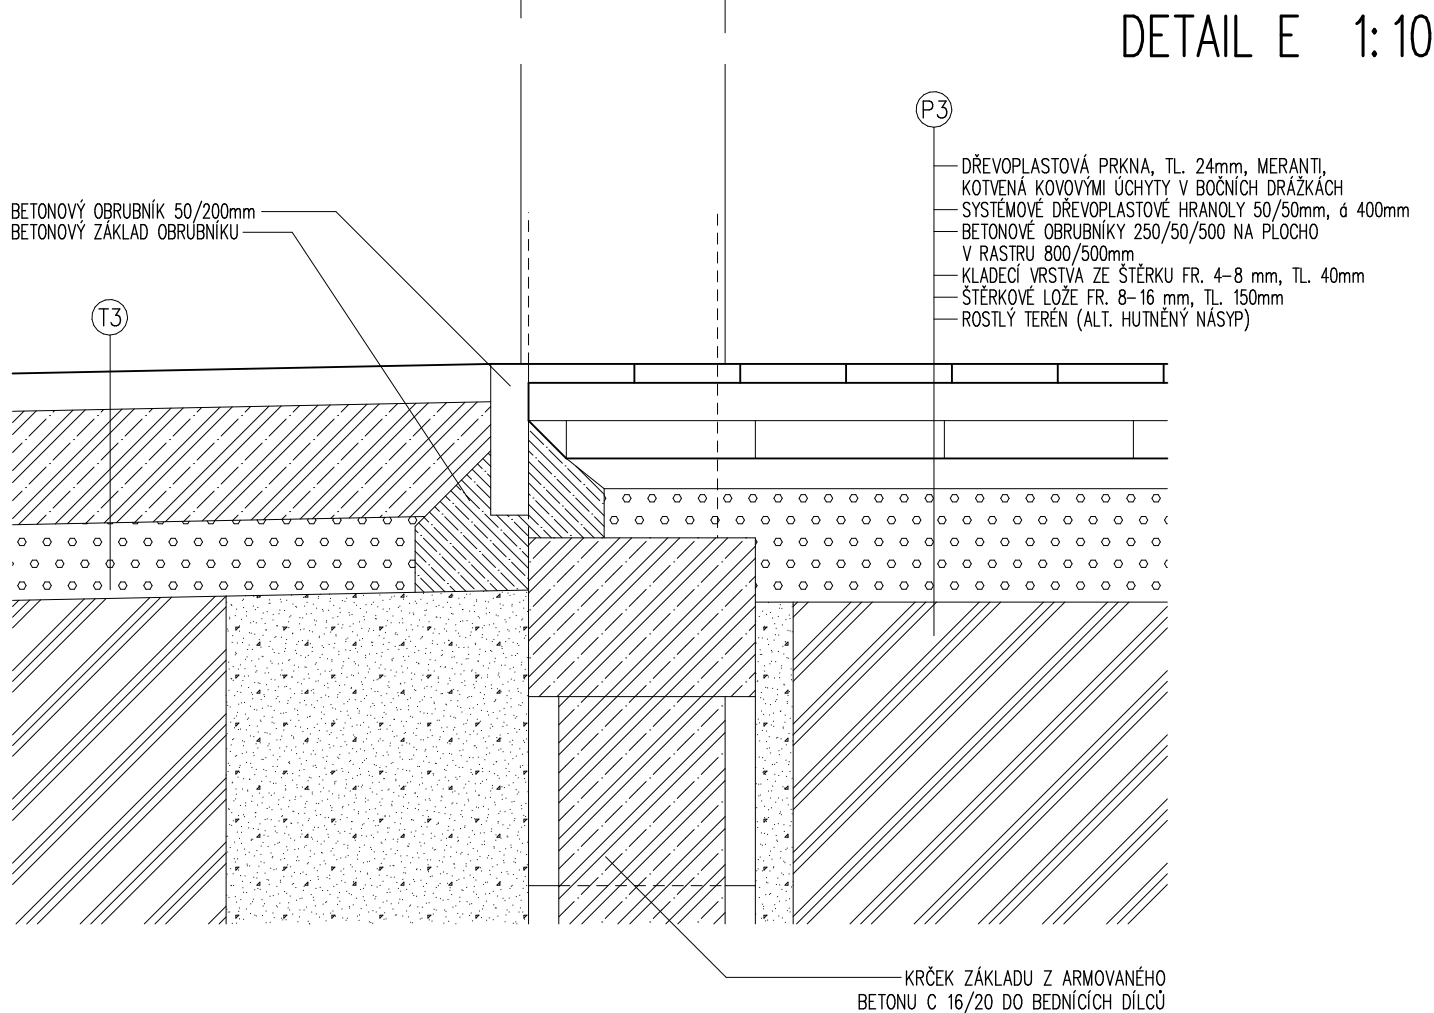 DETAIL E 1:10
P3
DŘEVOPLASTOVÁ PRKNA, TL. 24mm, MERANTI,
KOTVENÁ KOVOVÝMI ÚCHYTY V BOČNÍCH DRÁŽKÁCH
SYSTÉMOVÉ DŘEVOPLASTOVÉ HRANOLY 50/50mm, á 400mm
BETONOVÉ OBRUBNÍKY 250/50/500 NA PLOCHO
V RASTRU 800/500mm
KLADECÍ VRSTVA ZE ŠTĚRKU FR. 4-8 mm, TL. 40mm
ŠTĚRKOVÉ LOŽE FR. 8-16 mm, TL. 150mm
ROSTLÝ TERÉN (ALT. HUTNĚNÝ NÁSYP)
BETONOVÝ OBRUBNÍK 50/200mm
BETONOVÝ ZÁKLAD OBRUBNÍKU
T3
KRČEK ZÁKLADU Z ARMOVANÉHO
BETONU C 16/20 DO BEDNÍCÍCH DÍLCŮ